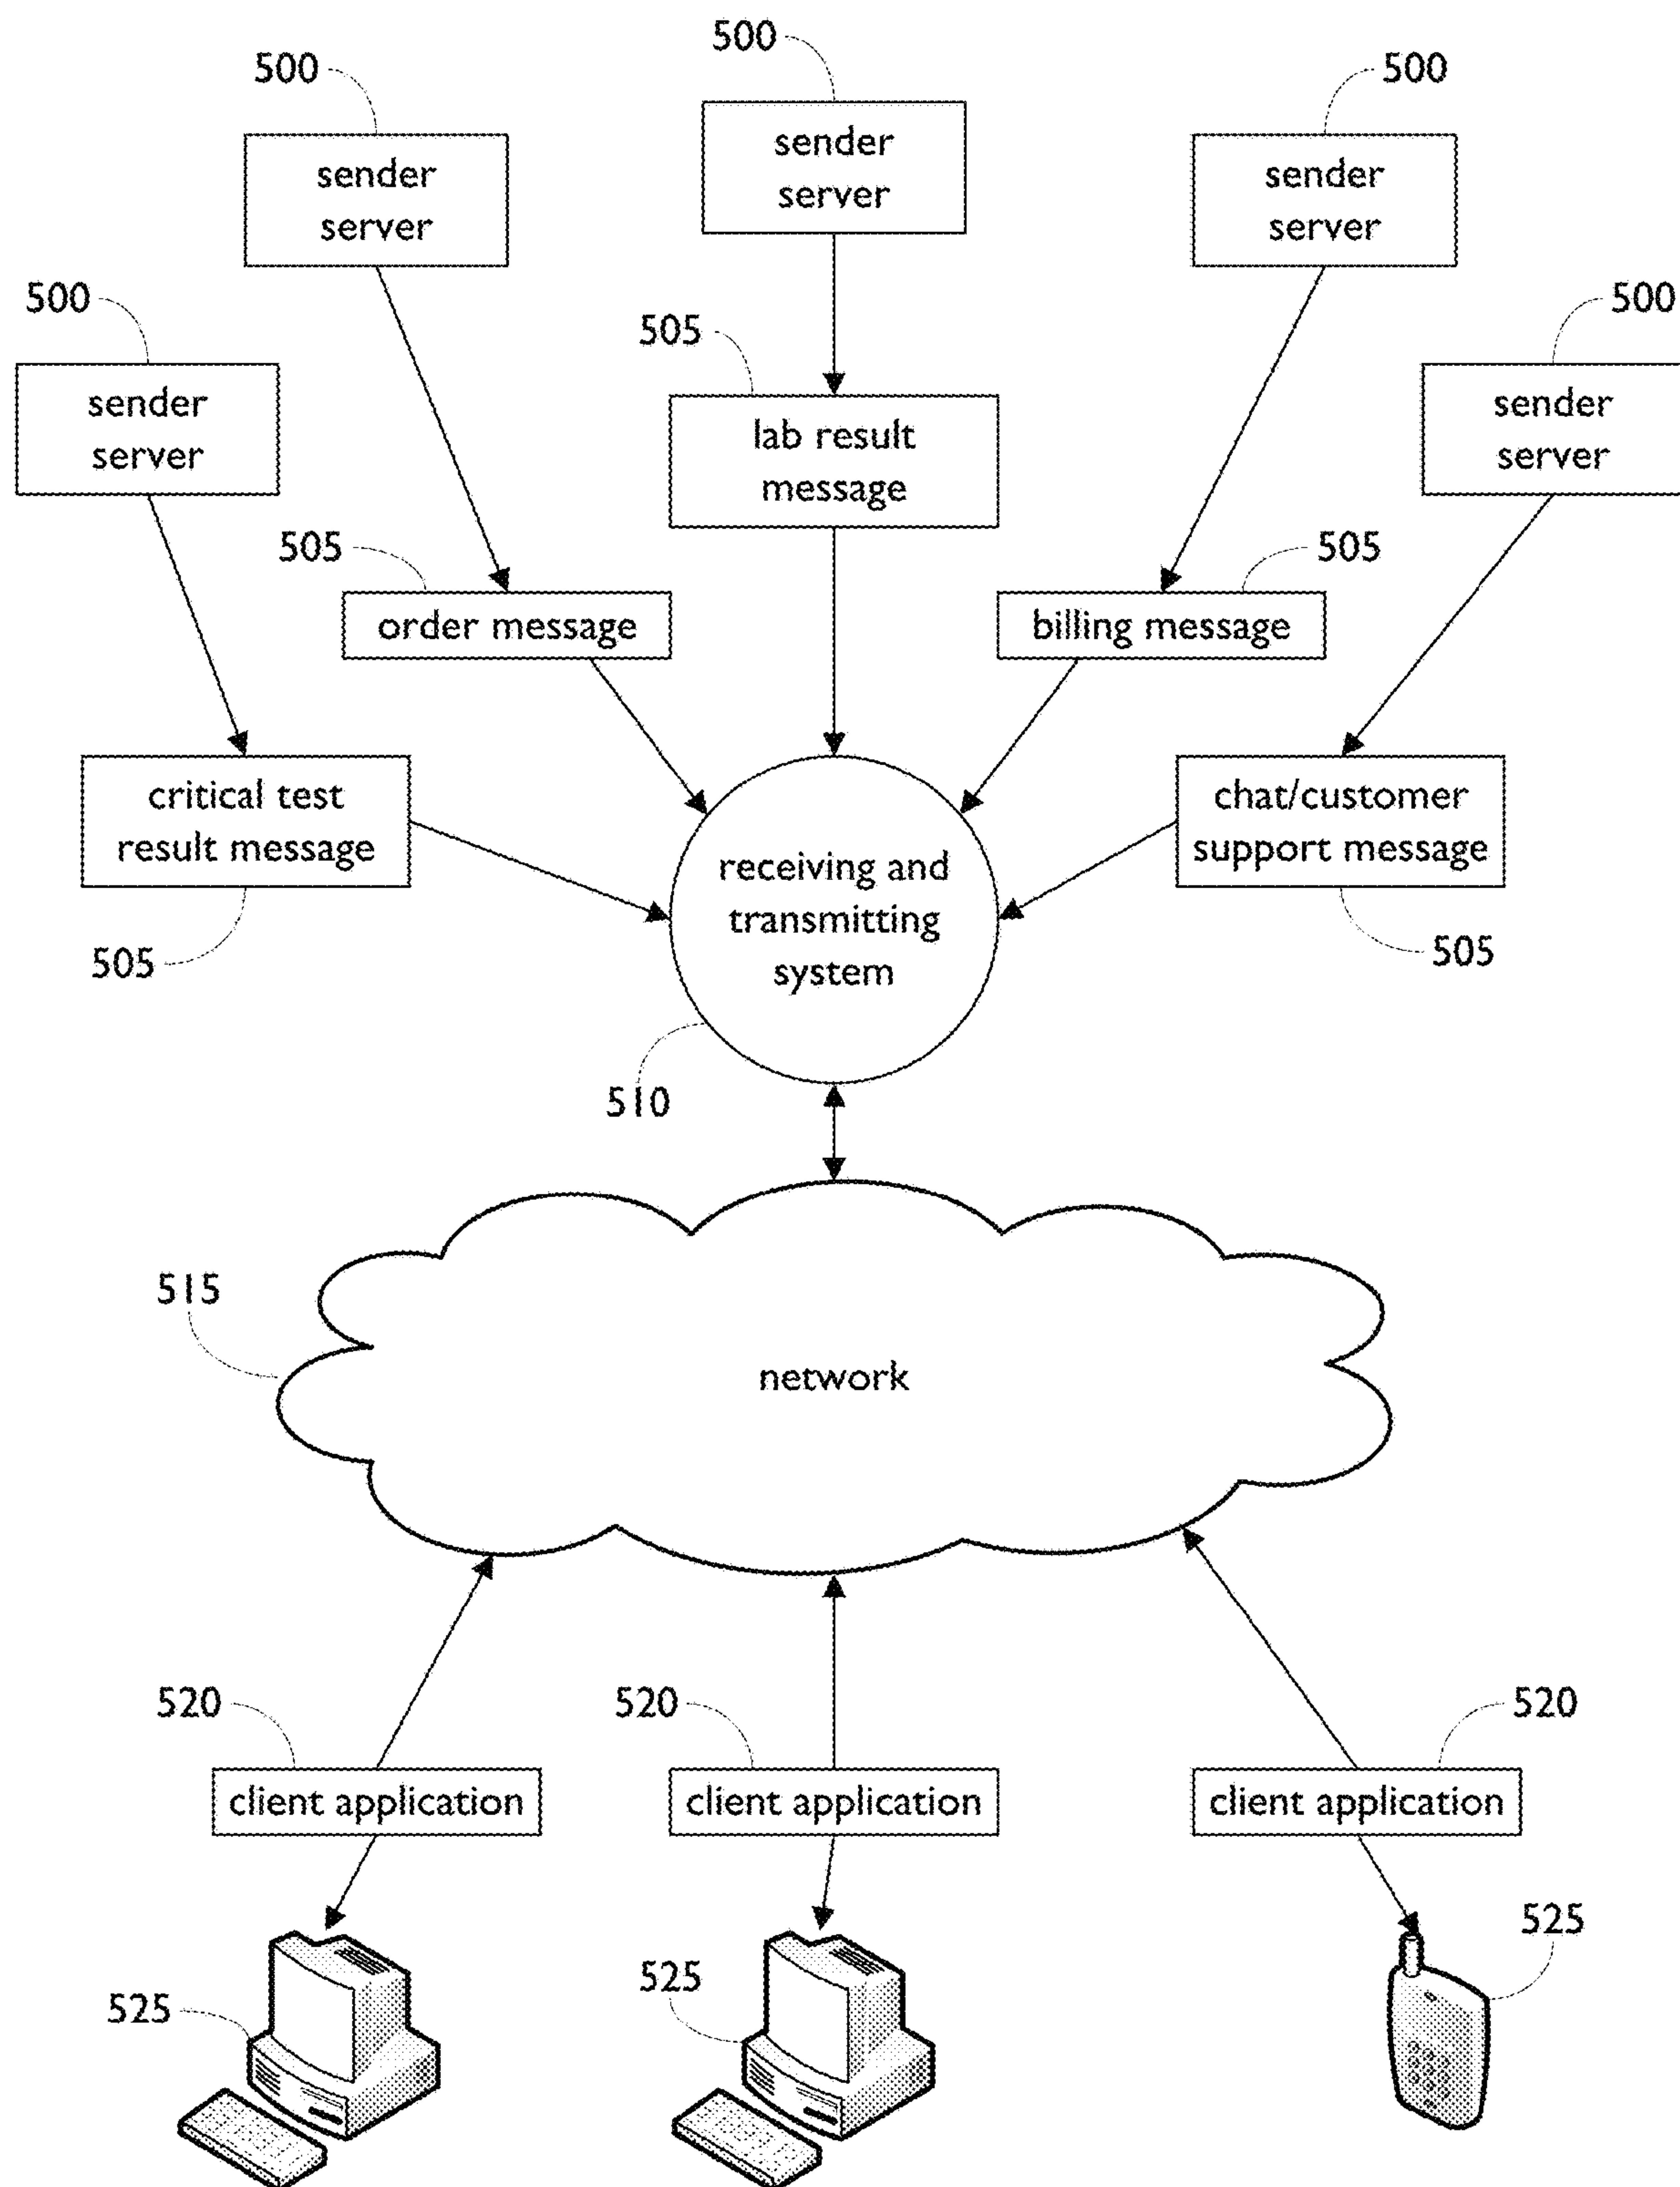 500
500
500
sender
server
sender
server
sender
server
500
500
505
sender
server
lab result
message
sender
server
505
505
order message
billing message
critical test
result message
chat/customer
support message
receiving and
transmitting
system
505
505
510
515
network
520
520
520
client application
client application
client application
525
525
525